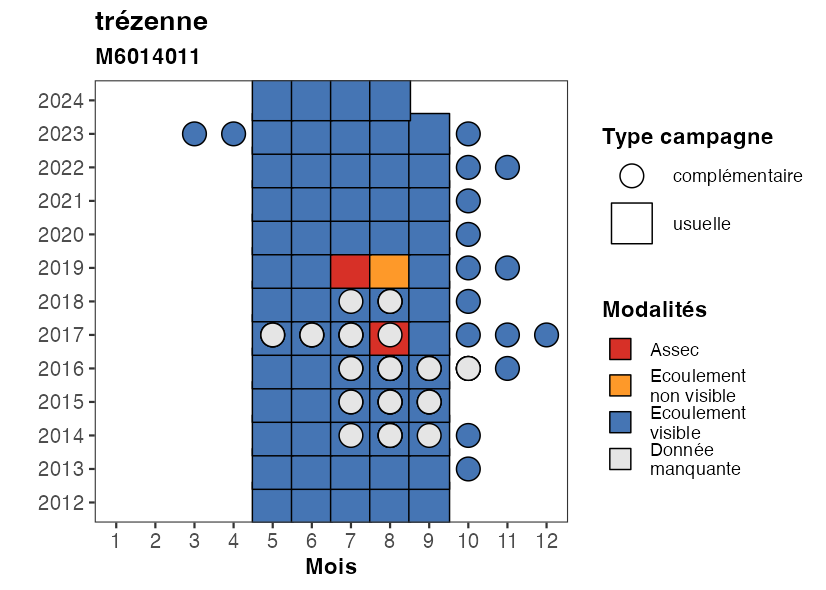 trézenne
M6014011
2024
2023
2022
2021
2020
2019
2018
2017
2016
2015
2014
2013
2012
1 2 3 4 5 6 7 8 9 10 11 12
Mois
Type campagne
complémentaire
usuelle
Modalités
Assec
Ecoulement
non visible
Ecoulement
visible
Donnée
manquante